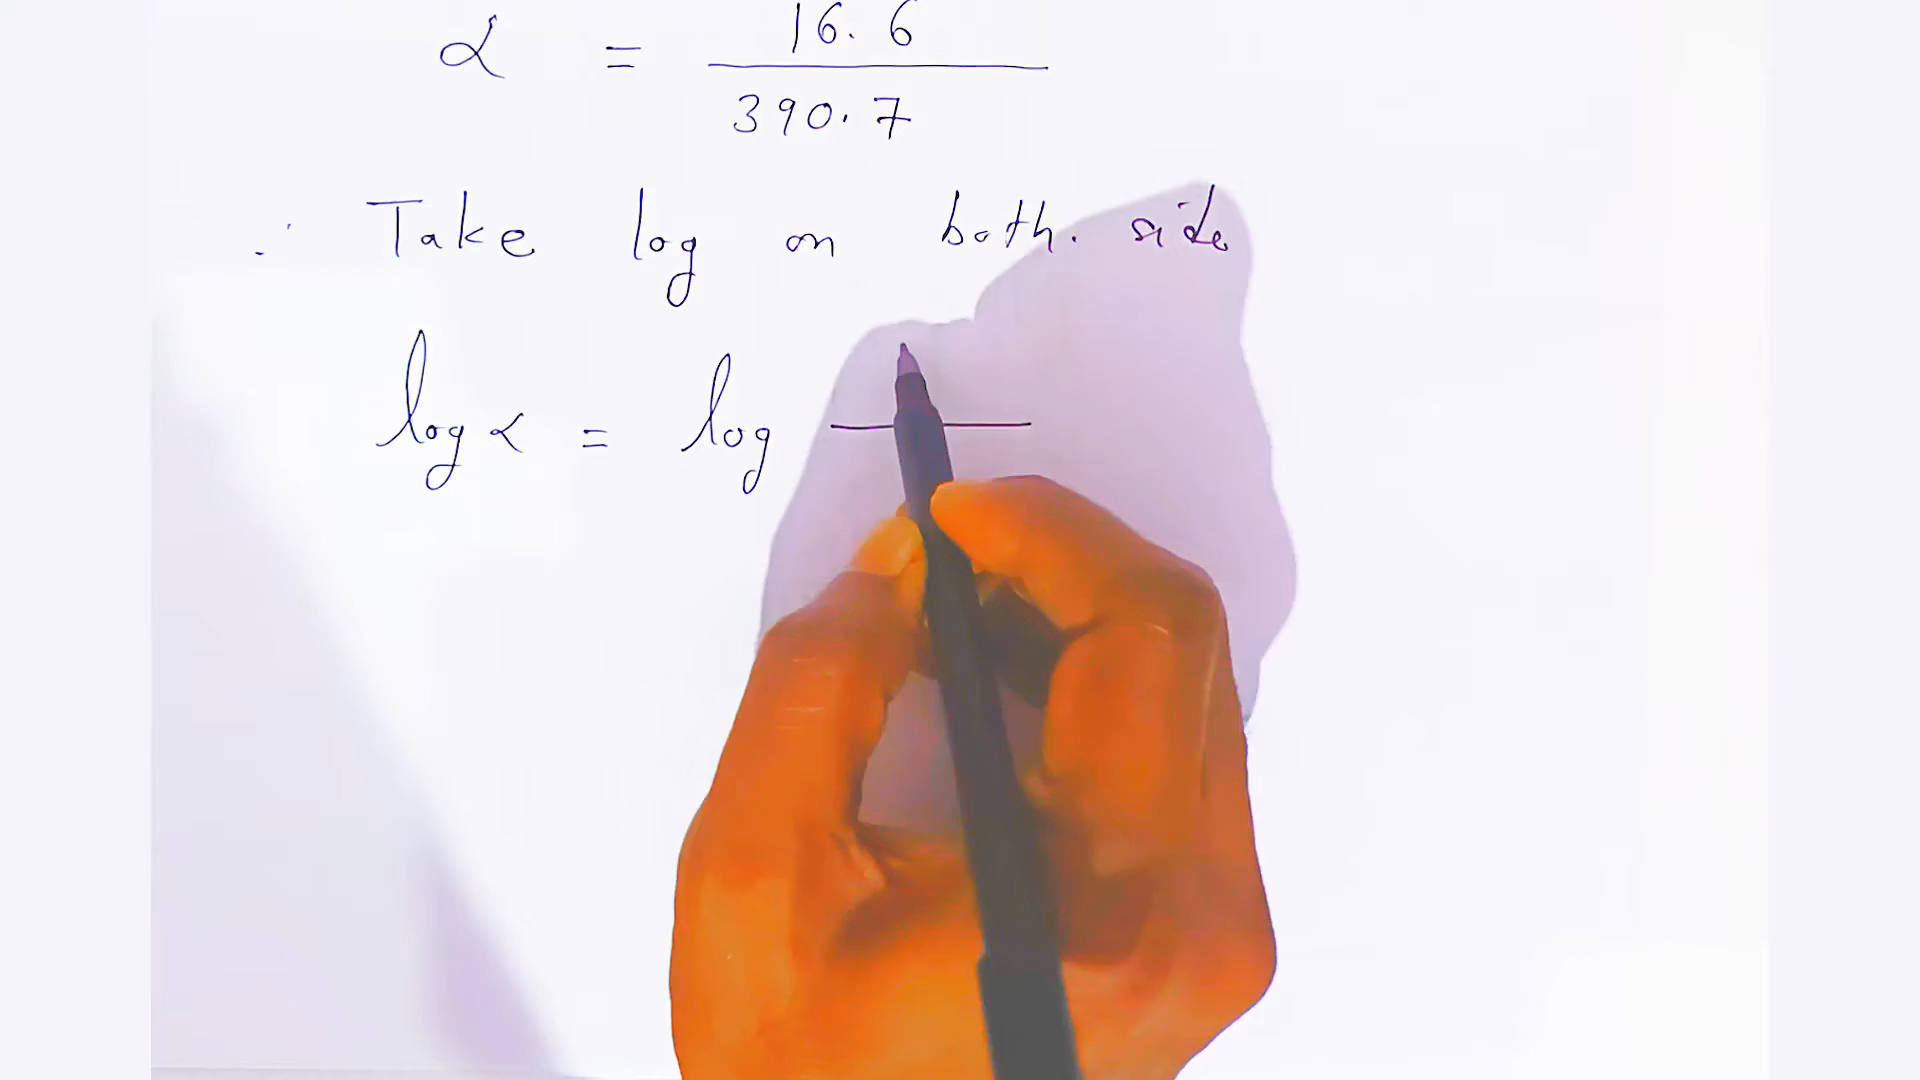 α = 16.6
390.7
∴ Take log on both. side
log α = log